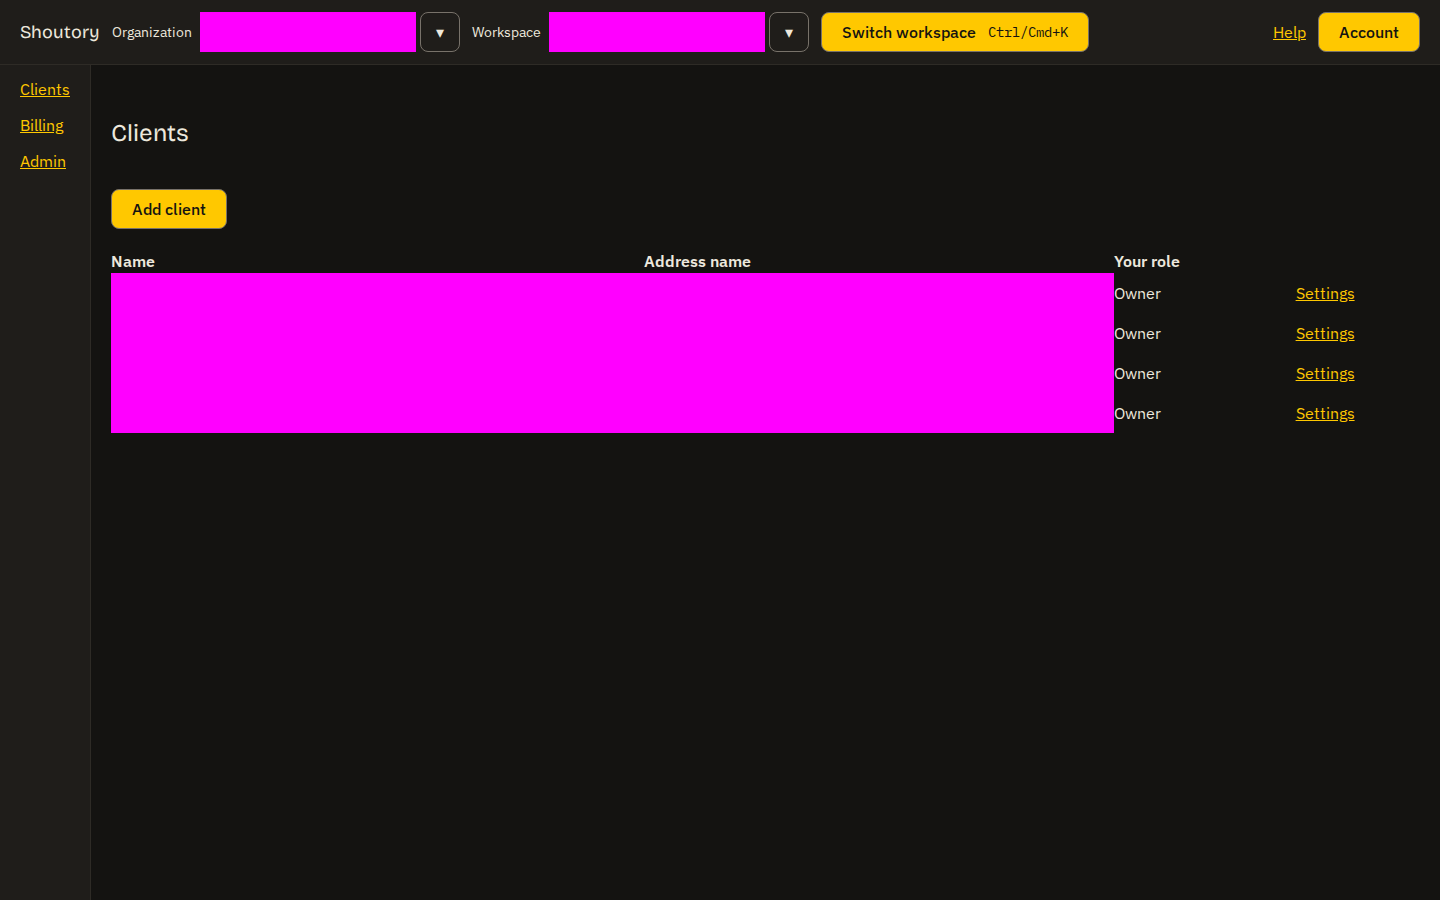 Shoutory Organization ▼ Workspace ▼ Switch workspace Ctrl/Cmd+K Help Account
Clients
Billing
Admin
Clients
Add client
Name Address name Your role
Owner Settings
Owner Settings
Owner Settings
Owner Settings